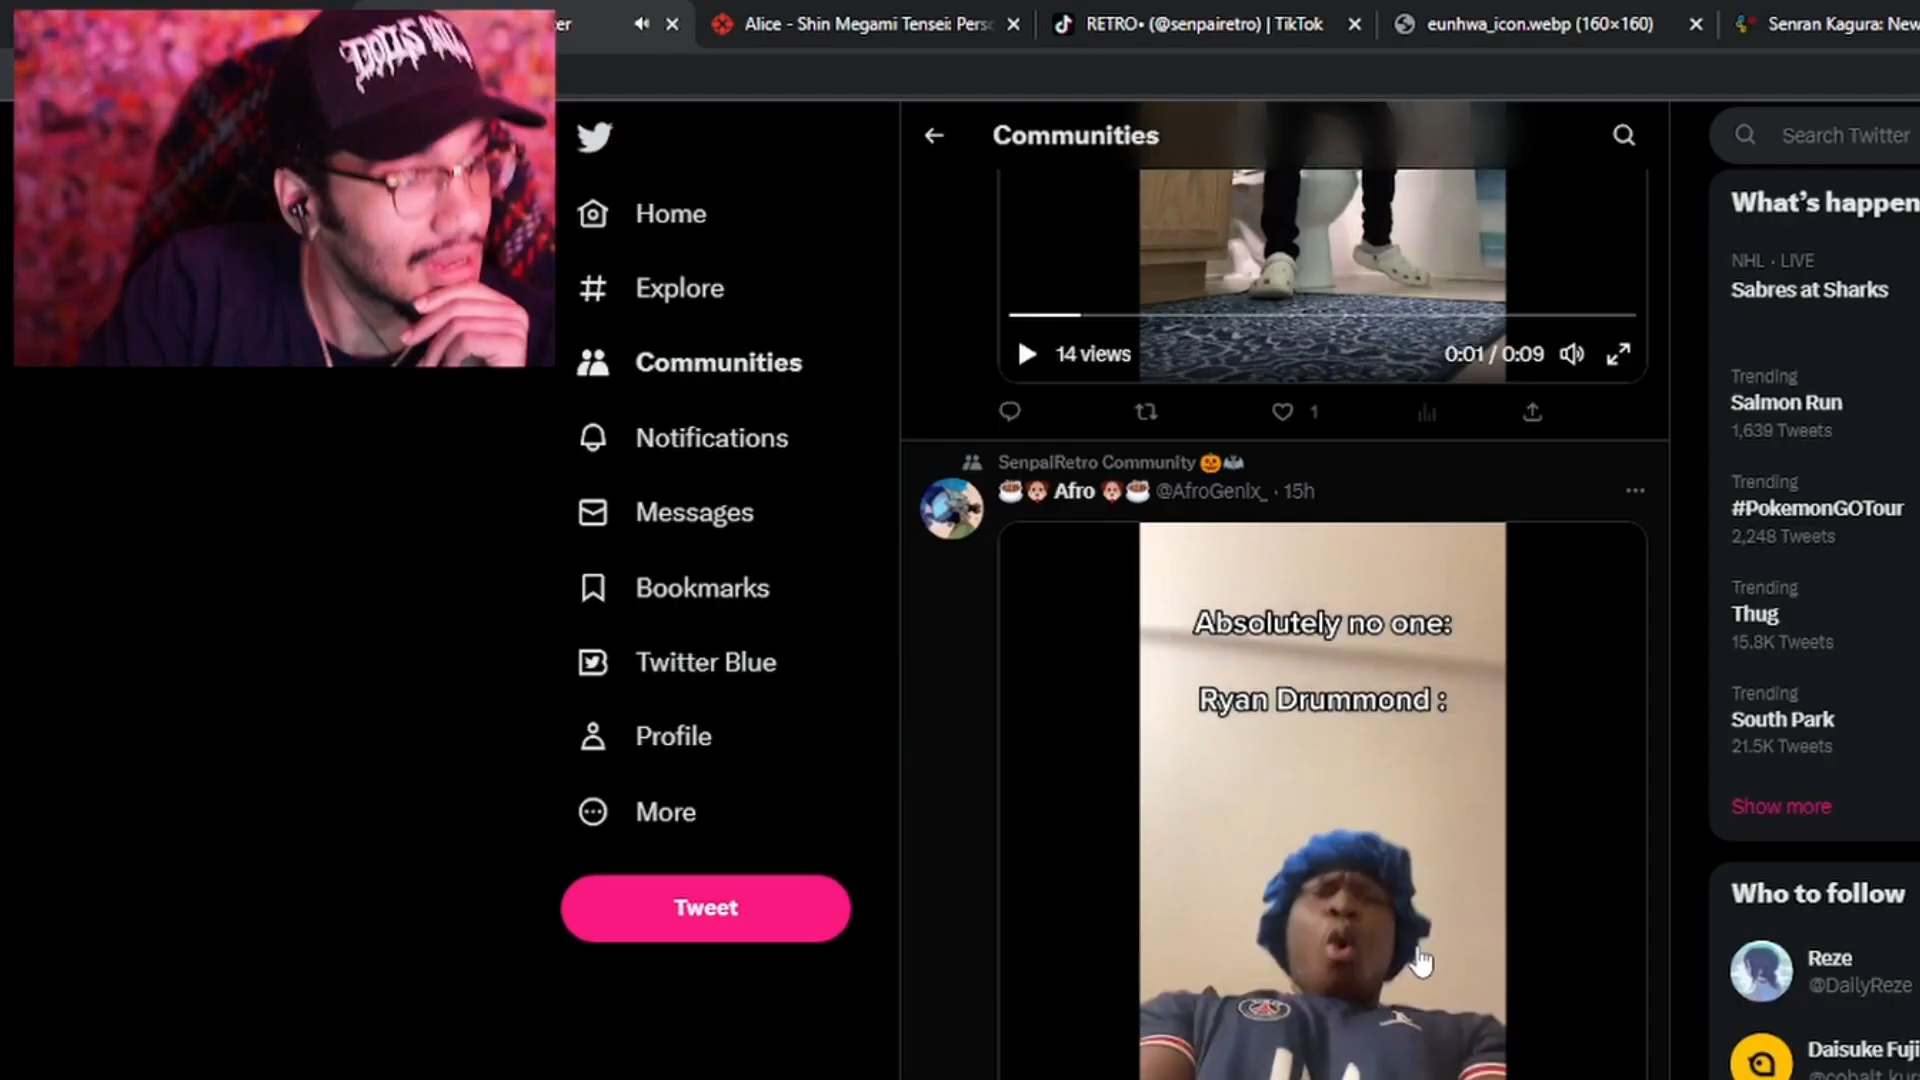 er
Alice - Shin Megami Tensei: Pers
RETRO• (@senpairetro) | TikTok
eunhwa_icon.webp (160×160)
Senran Kagura: New
Home
Explore
Communities
Notifications
Messages
Bookmarks
Twitter Blue
Profile
More
Tweet
Communities
14 views
0:01 / 0:09
1
SenpaiRetro Community 🎃🦇
☕🐶 Afro 🐶☕ @AfroGenIx_ · 15h
Absolutely no one:
Ryan Drummond :
Search Twitter
What's happen
NHL · LIVE
Sabres at Sharks
Trending
Salmon Run
1,639 Tweets
Trending
#PokemonGOTour
2,248 Tweets
Trending
Thug
15.8K Tweets
Trending
South Park
21.5K Tweets
Show more
Who to follow
Reze
@DailyReze
Daisuke Fuji